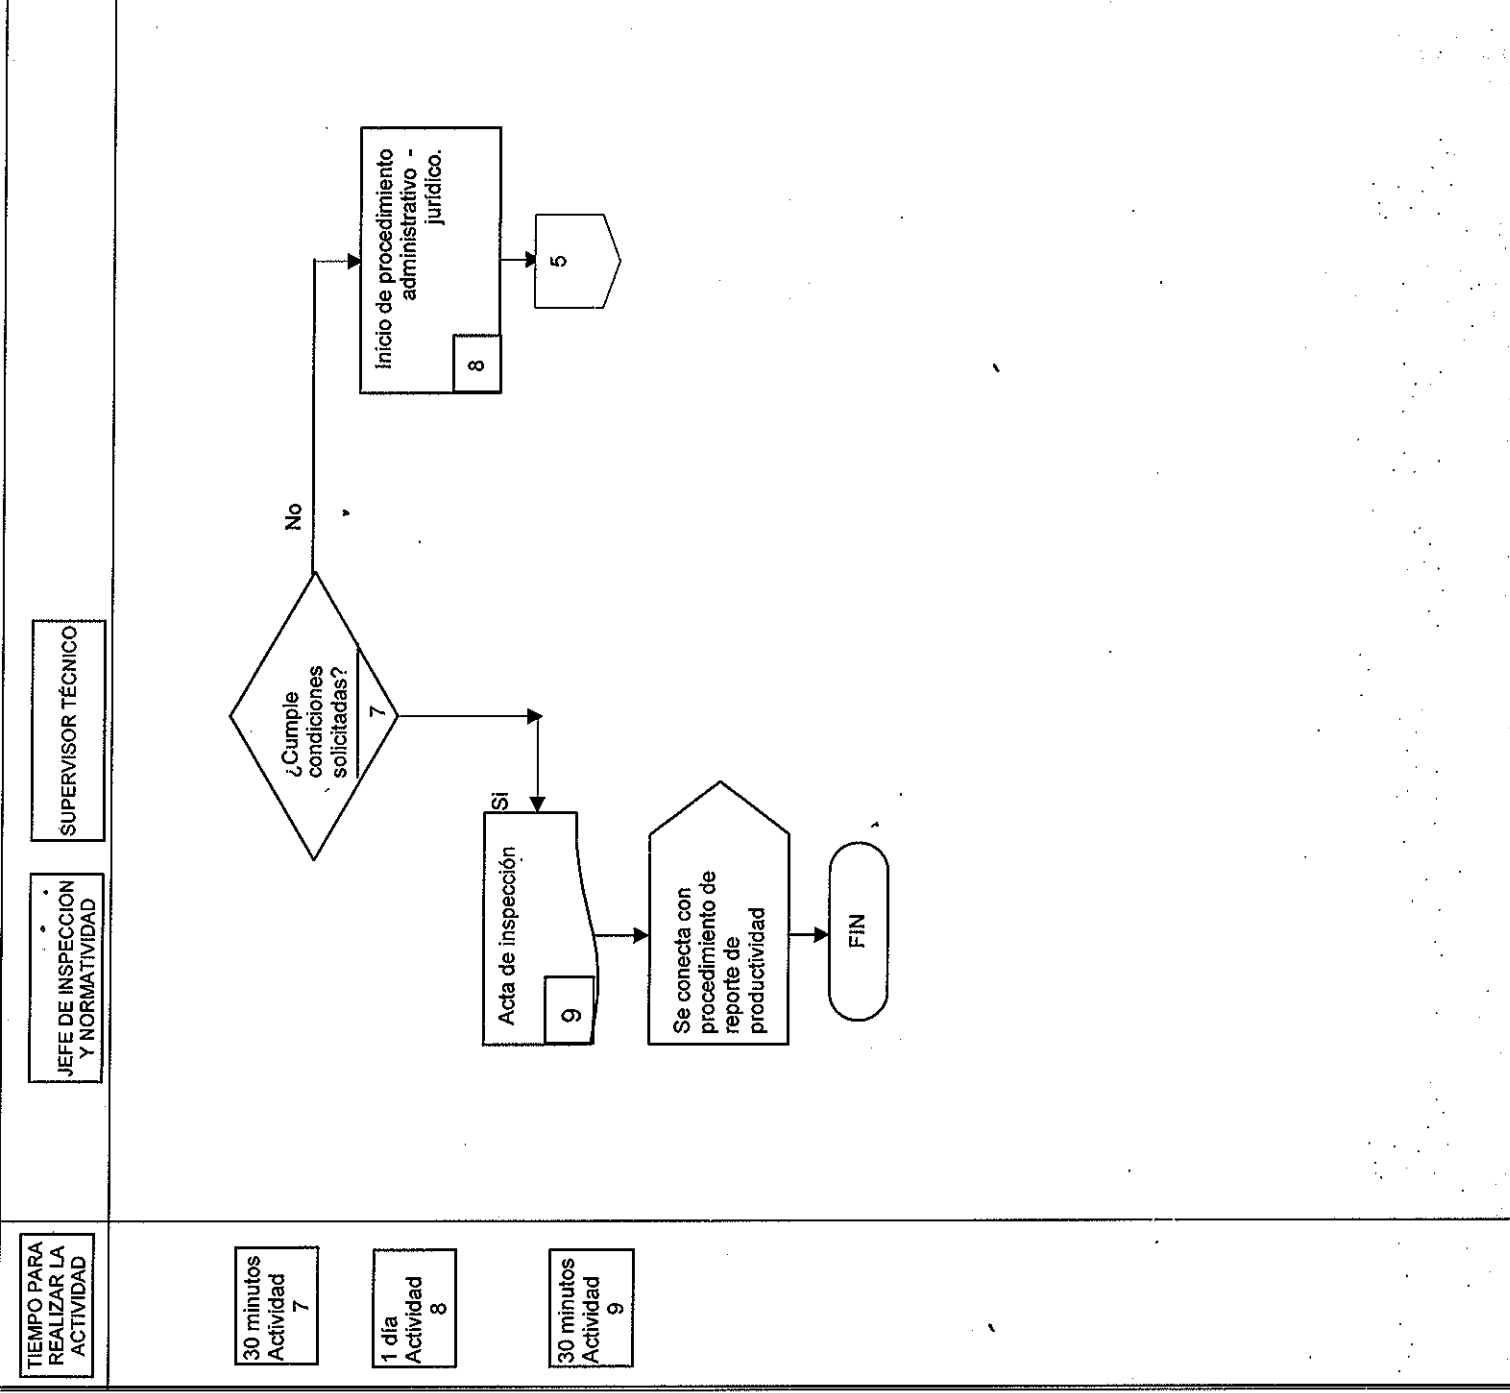 TIEMPO PARA
REALIZAR LA
ACTIVIDAD
JEFE DE INSPECCION
Y NORMATIVIDAD
SUPERVISOR TÉCNICO
30 minutos
Actividad
7
¿Cumple
condiciones
solicitadas?
7
No
1 día
Actividad
8
Inicio de procedimiento
administrativo -
jurídico.
8
5
Si
30 minutos
Actividad
9
Acta de inspección
9
Se conecta con
procedimiento de
reporte de
productividad
FIN